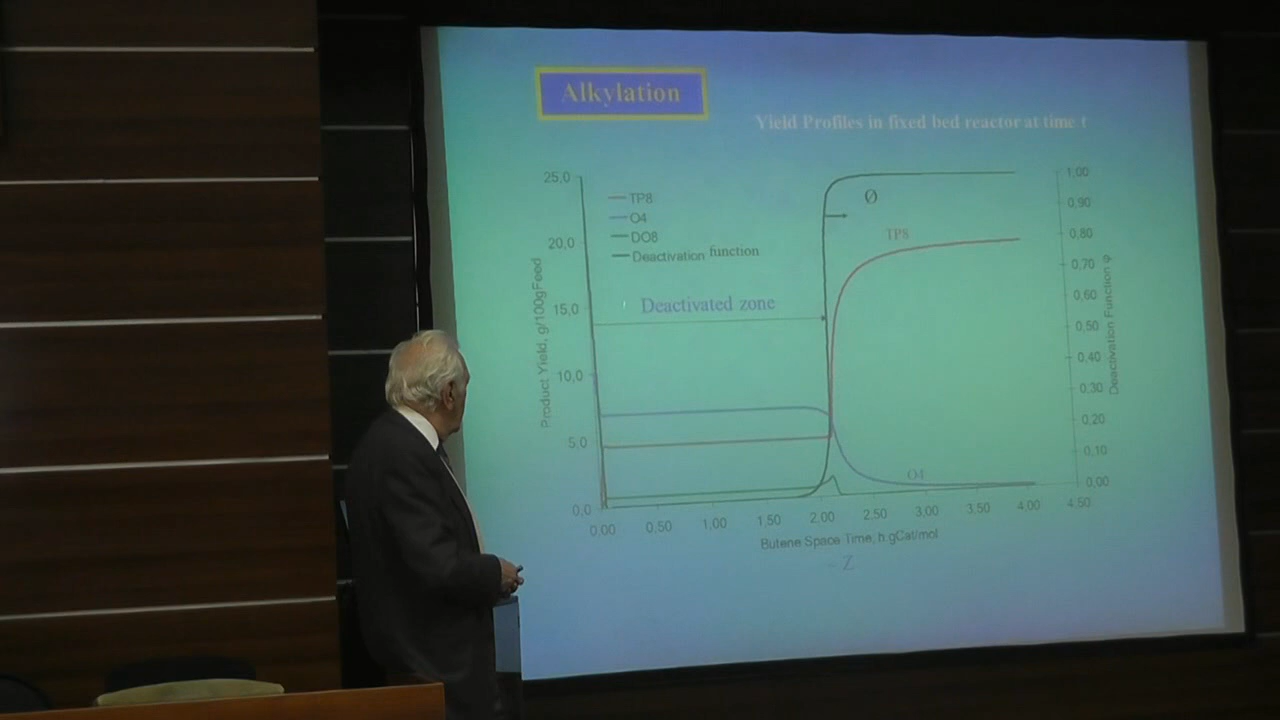 Alkylation
Yield Profiles in fixed bed reactor at time t
25,0
20,0
15,0
10,0
5,0
0,0
Product Yield, g/100gFeed
TP8
O4
DO8
Deactivation function
Deactivated zone
Ø
TP8
O4
1,00
0,90
0,80
0,70
0,60
0,50
0,40
0,30
0,20
0,10
0,00
Deactivation Function φ
0,00 0,50 1,00 1,50 2,00 2,50 3,00 3,50 4,00 4,50
Butene Space Time, h.gCat/mol
Z